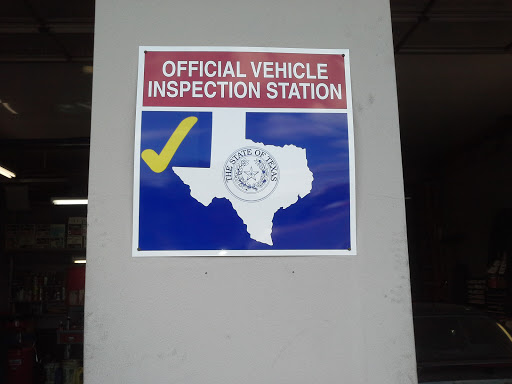 OFFICIAL VEHICLE
INSPECTION STATION
THE STATE OF TEXAS